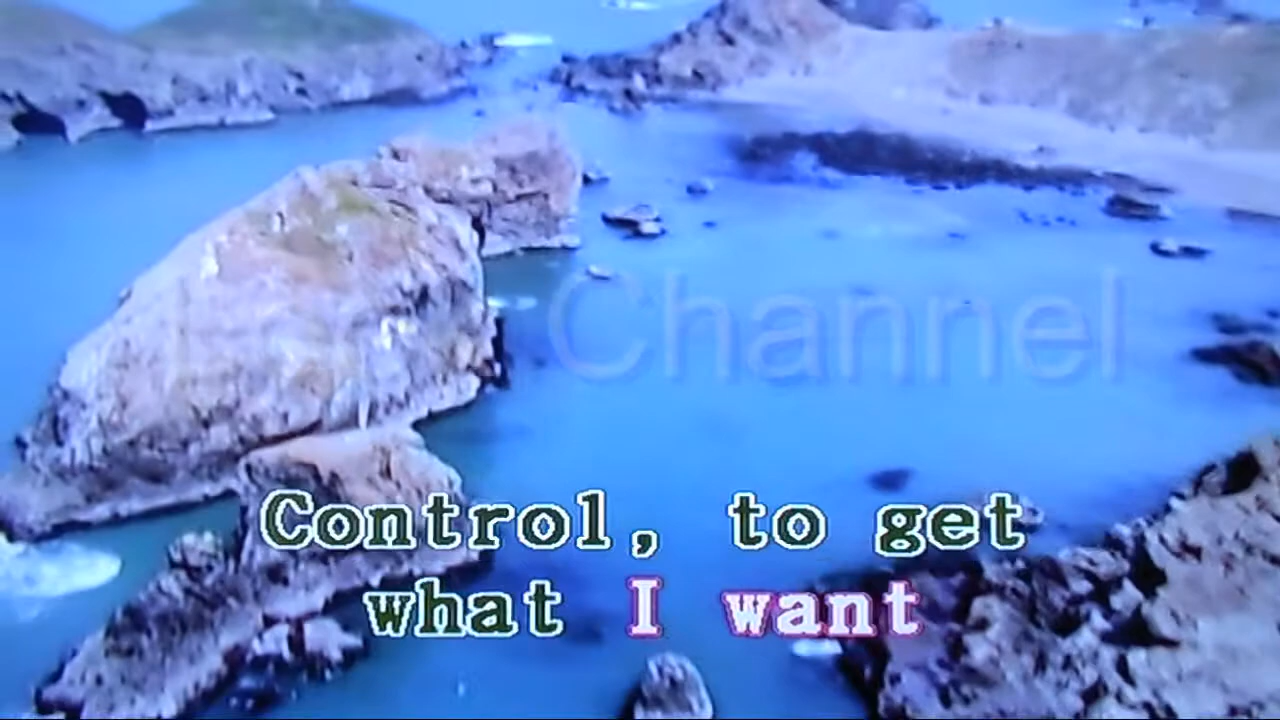 Channel
Control, to get
what I want